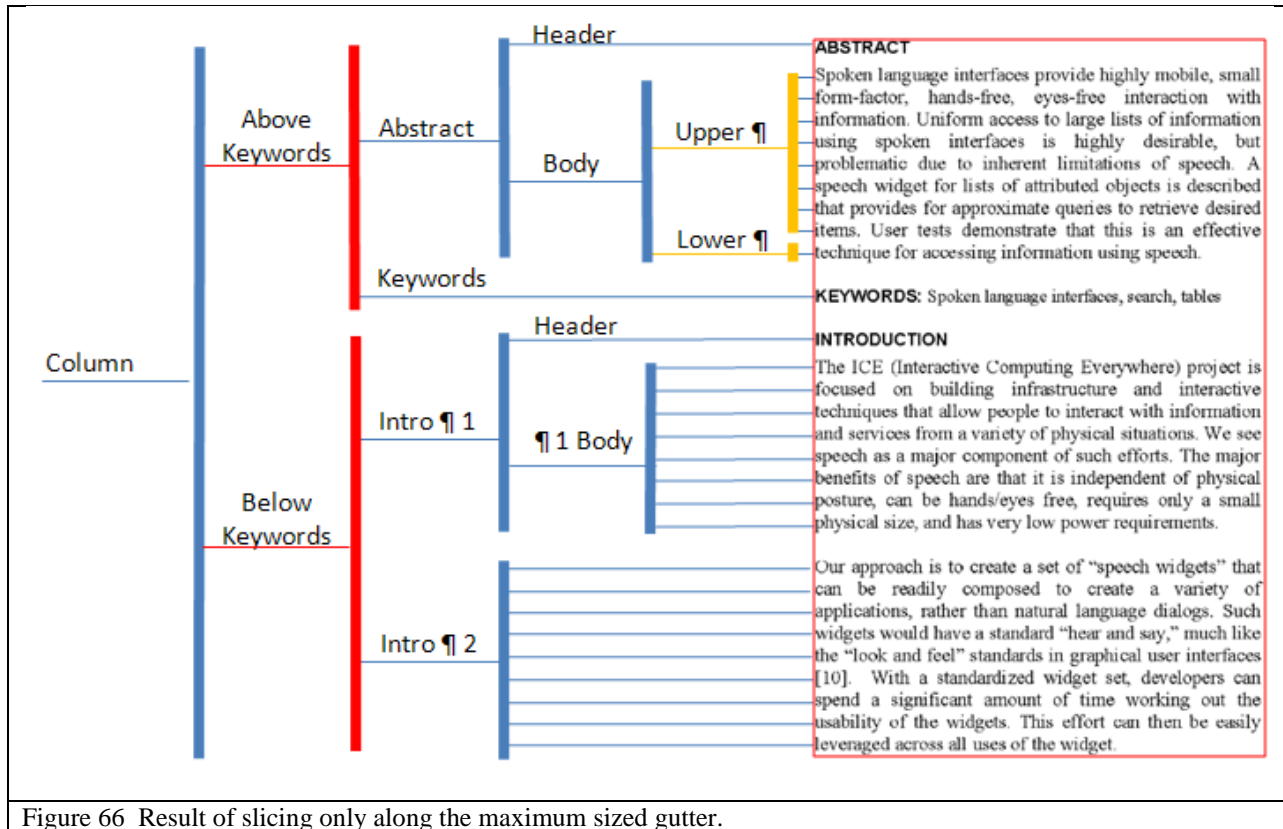 Header
Above
Keywords
Abstract
Body
Upper ¶
Lower ¶
Keywords
Column
Header
Intro ¶ 1
¶ 1 Body
Below
Keywords
Intro ¶ 2
ABSTRACT
Spoken language interfaces provide highly mobile, small
form-factor, hands-free, eyes-free interaction with
information. Uniform access to large lists of information
using spoken interfaces is highly desirable, but
problematic due to inherent limitations of speech. A
speech widget for lists of attributed objects is described
that provides for approximate queries to retrieve desired
items. User tests demonstrate that this is an effective
technique for accessing information using speech.
KEYWORDS: Spoken language interfaces, search, tables
INTRODUCTION
The ICE (Interactive Computing Everywhere) project is
focused on building infrastructure and interactive
techniques that allow people to interact with information
and services from a variety of physical situations. We see
speech as a major component of such efforts. The major
benefits of speech are that it is independent of physical
posture, can be hands/eyes free, requires only a small
physical size, and has very low power requirements.
Our approach is to create a set of “speech widgets” that
can be readily composed to create a variety of
applications, rather than natural language dialogs. Such
widgets would have a standard “hear and say,” much like
the “look and feel” standards in graphical user interfaces
[10]. With a standardized widget set, developers can
spend a significant amount of time working out the
usability of the widgets. This effort can then be easily
leveraged across all uses of the widget.
Figure 66 Result of slicing only along the maximum sized gutter.